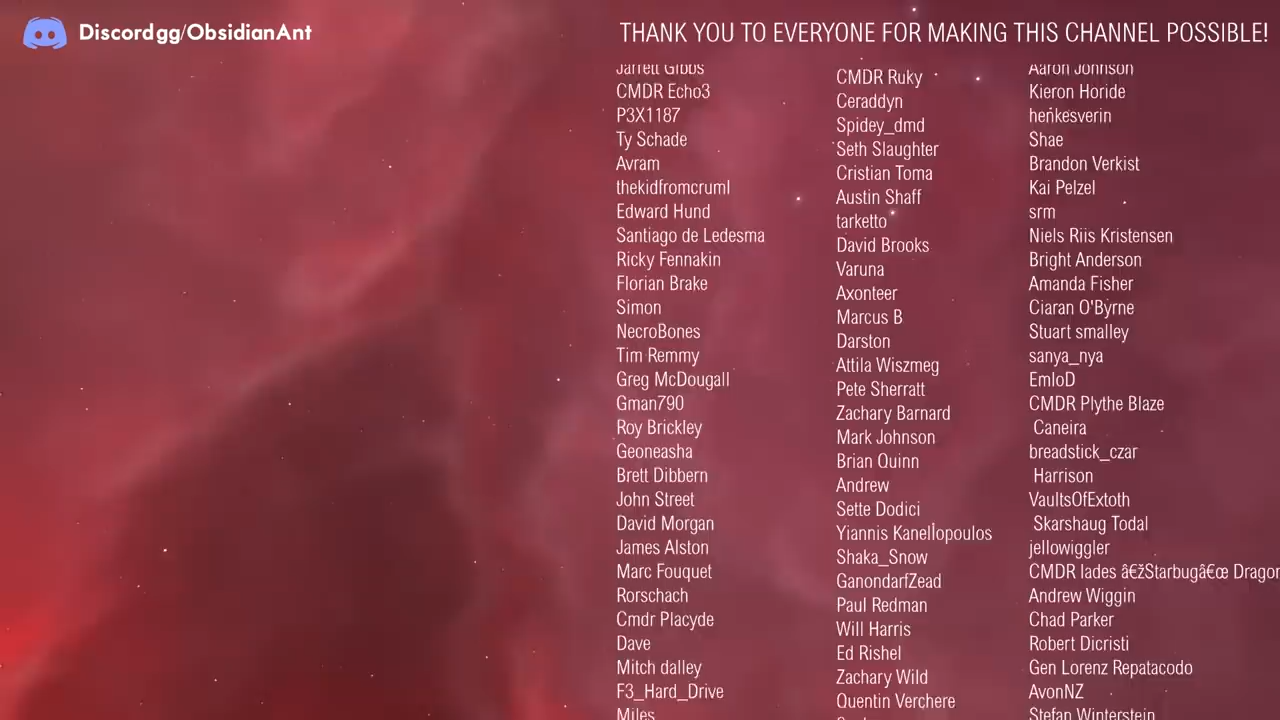 Discordgg/ObsidianAnt
THANK YOU TO EVERYONE FOR MAKING THIS CHANNEL POSSIBLE!
Jarrett Gibbs
CMDR Echo3
P3X1187
Ty Schade
Avram
thekidfromcruml
Edward Hund
Santiago de Ledesma
Ricky Fennakin
Florian Brake
Simon
NecroBones
Tim Remmy
Greg McDougall
Gman790
Roy Brickley
Geoneasha
Brett Dibbern
John Street
David Morgan
James Alston
Marc Fouquet
Rorschach
Cmdr Placyde
Dave
Mitch dalley
F3_Hard_Drive
Miles
CMDR Ruky
Ceraddyn
Spidey_dmd
Seth Slaughter
Cristian Toma
Austin Shaff
tarketto
David Brooks
Varuna
Axonteer
Marcus B
Darston
Attila Wiszmeg
Pete Sherratt
Zachary Barnard
Mark Johnson
Brian Quinn
Andrew
Sette Dodici
Yiannis Kanellopoulos
Shaka_Snow
GanondarfZead
Paul Redman
Will Harris
Ed Rishel
Zachary Wild
Quentin Verchere
Aaron Johnson
Kieron Horide
henkesverin
Shae
Brandon Verkist
Kai Pelzel
srm
Niels Riis Kristensen
Bright Anderson
Amanda Fisher
Ciaran O'Byrne
Stuart smalley
sanya_nya
EmloD
CMDR Plythe Blaze
Caneira
breadstick_czar
Harrison
VaultsOfExtoth
Skarshaug Todal
jellowiggler
CMDR lades â€žStarbugâ€œ Dragon
Andrew Wiggin
Chad Parker
Robert Dicristi
Gen Lorenz Repatacodo
AvonNZ
Stefan Winterstein